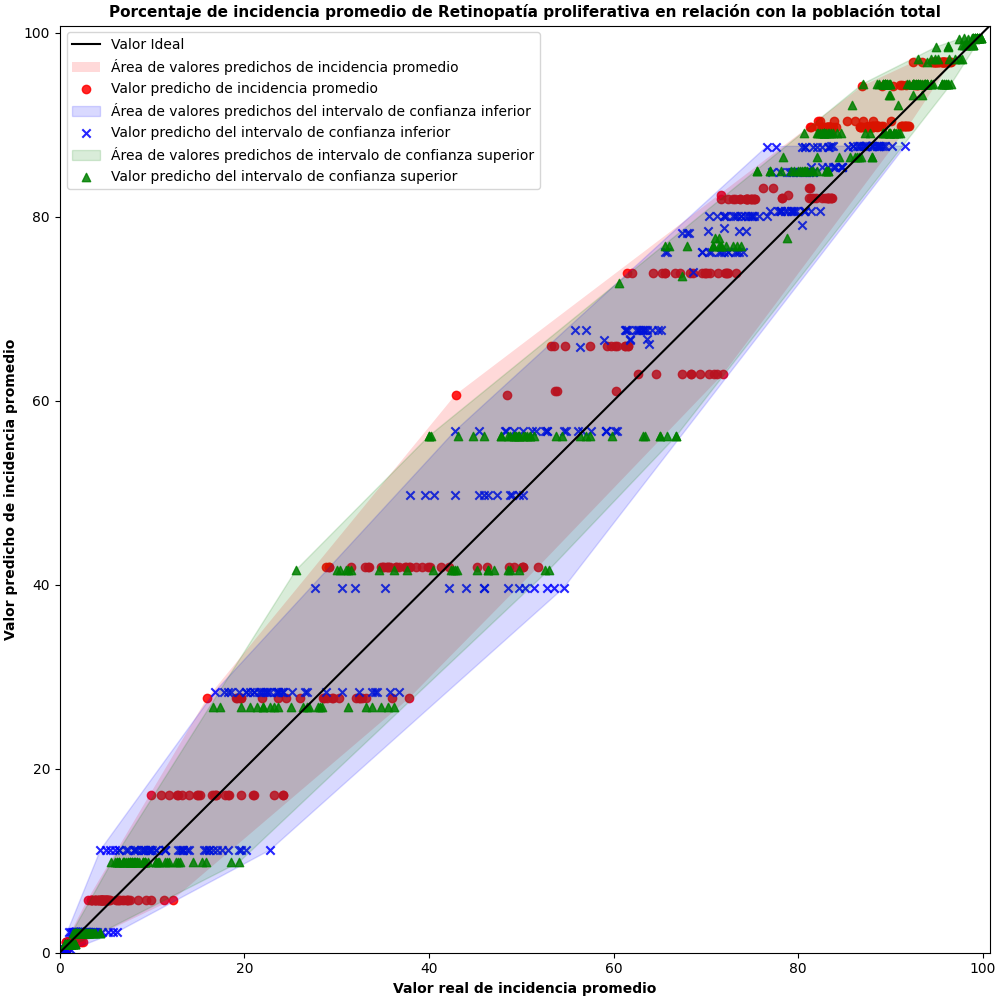 Porcentaje de incidencia promedio de Retinopatía proliferativa en relación con la población total
Valor Ideal
Área de valores predichos de incidencia promedio
Valor predicho de incidencia promedio
Área de valores predichos del intervalo de confianza inferior
Valor predicho del intervalo de confianza inferior
Área de valores predichos de intervalo de confianza superior
Valor predicho del intervalo de confianza superior
Valor predicho de incidencia promedio
100
80
60
40
20
0
0 20 40 60 80 100
Valor real de incidencia promedio